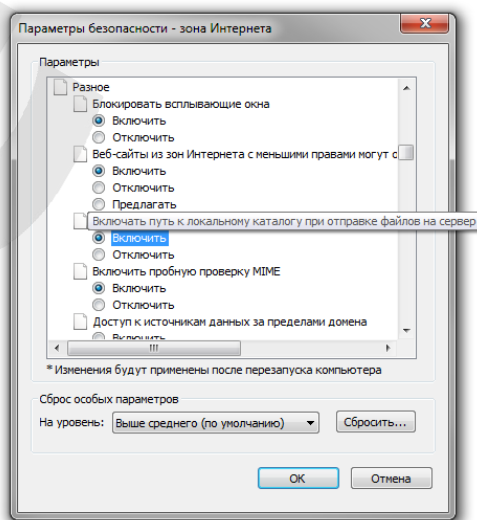 Параметры безопасности - зона Интернета
Параметры
Разное
Блокировать всплывающие окна
Включить
Отключить
Веб-сайты из зон Интернета с меньшими правами могут
Включить
Отключить
Предлагать
Включать путь к локальному каталогу при отправке файлов на сервер
Включить
Отключить
Включить пробную проверку MIME
Включить
Отключить
Доступ к источникам данных за пределами домена
Включить
* Изменения будут применены после перезапуска компьютера
Сброс особых параметров
На уровень: Выше среднего (по умолчанию) Сбросить...
ОК Отмена